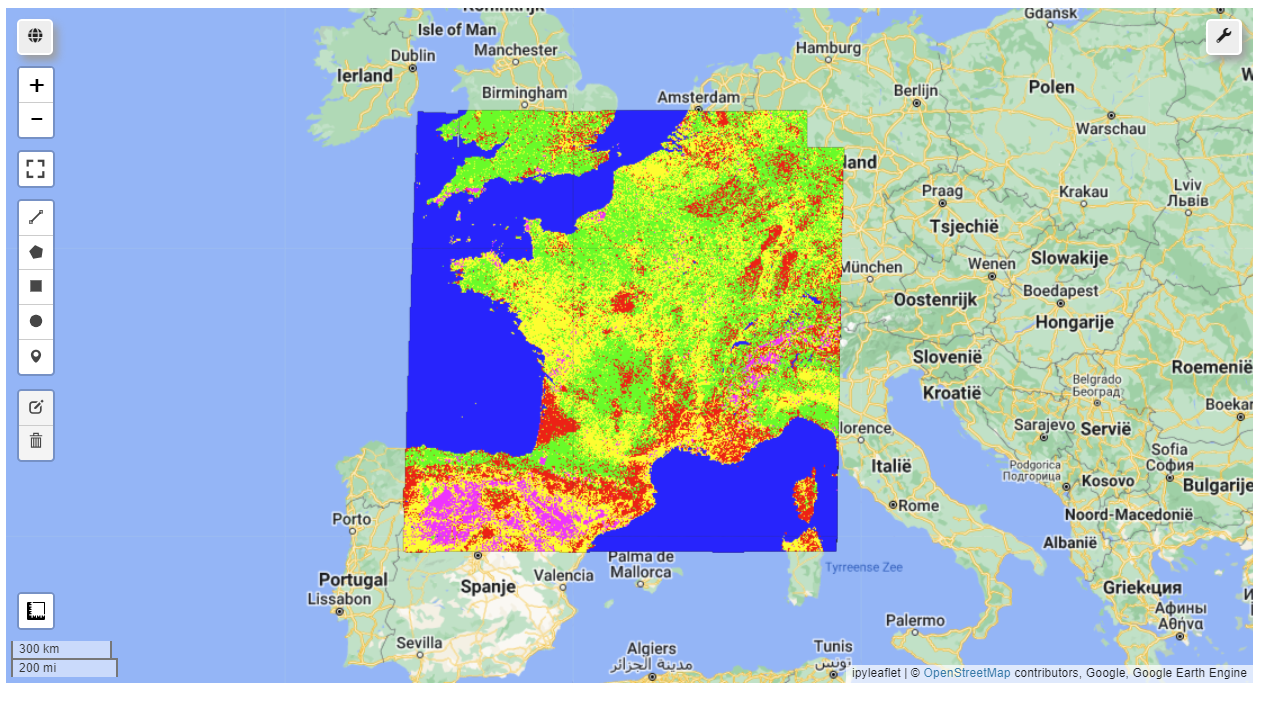 Koninkrijk
Gdańsk
Isle of Man
Manchester
Hamburg
Dublin
Ierland
Birmingham
Amsterdam
Berlijn
Polen
Warschau
land
Praag
Krakau
Lviv
Львів
Tsjechië
München
Wenen
Slowakije
Boedapest
Oostenrijk
Hongarije
Slovenië
Roemenië
Kroatië
Belgrado
Београд
Boekar
Sarajevo
Servië
lorence
Sofia
София
Italië
Podgorica
Подгорица
Kosovo
Bulgarije
Rome
Noord-Macedonië
Porto
Albanië
Palma de
Mallorca
Tyrreense Zee
Portugal
Spanje
Valencia
Lissabon
Афины
Αθήνα
Palermo
Sevilla
Algiers
مدينة الجزائر
Tunis
تونس
+
-
300 km
200 mi
ipyleaflet | © OpenStreetMap contributors, Google, Google Earth Engine